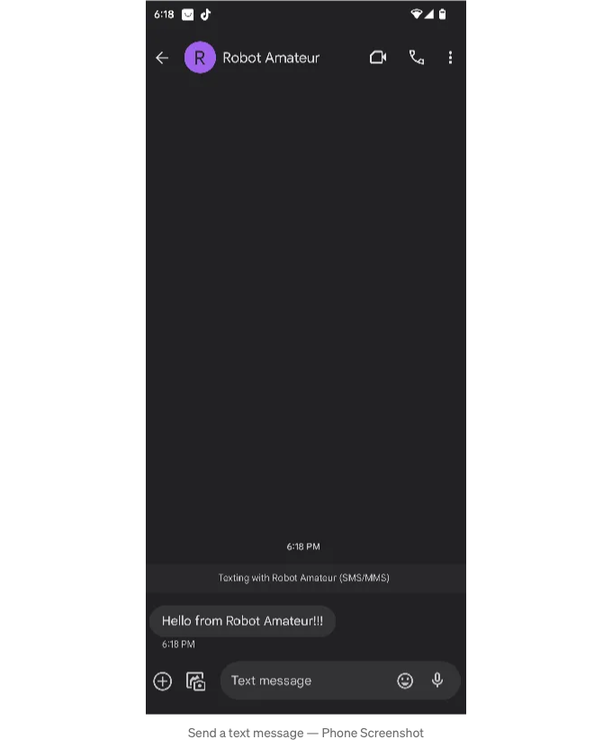 6:18
R
Robot Amateur
6:18 PM
Texting with Robot Amateur (SMS/MMS)
Hello from Robot Amateur!!!
6:18 PM
Text message
Send a text message — Phone Screenshot